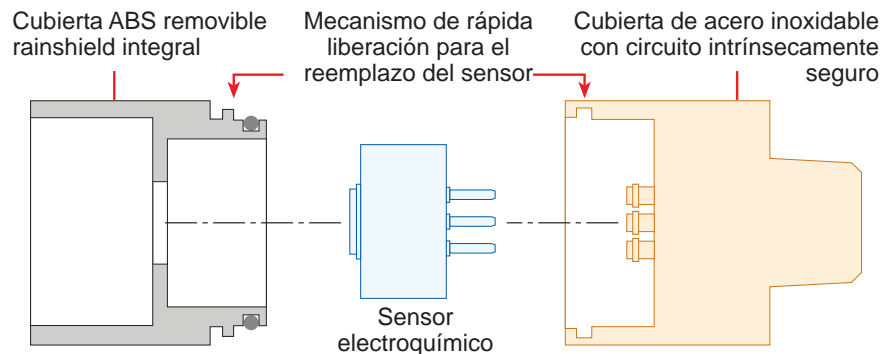 Cubierta ABS removible
rainshield integral
Mecanismo de rápida
liberación para el
reemplazo del sensor
Cubierta de acero inoxidable
con circuito intrínsecamente
seguro
Sensor
electroquímico